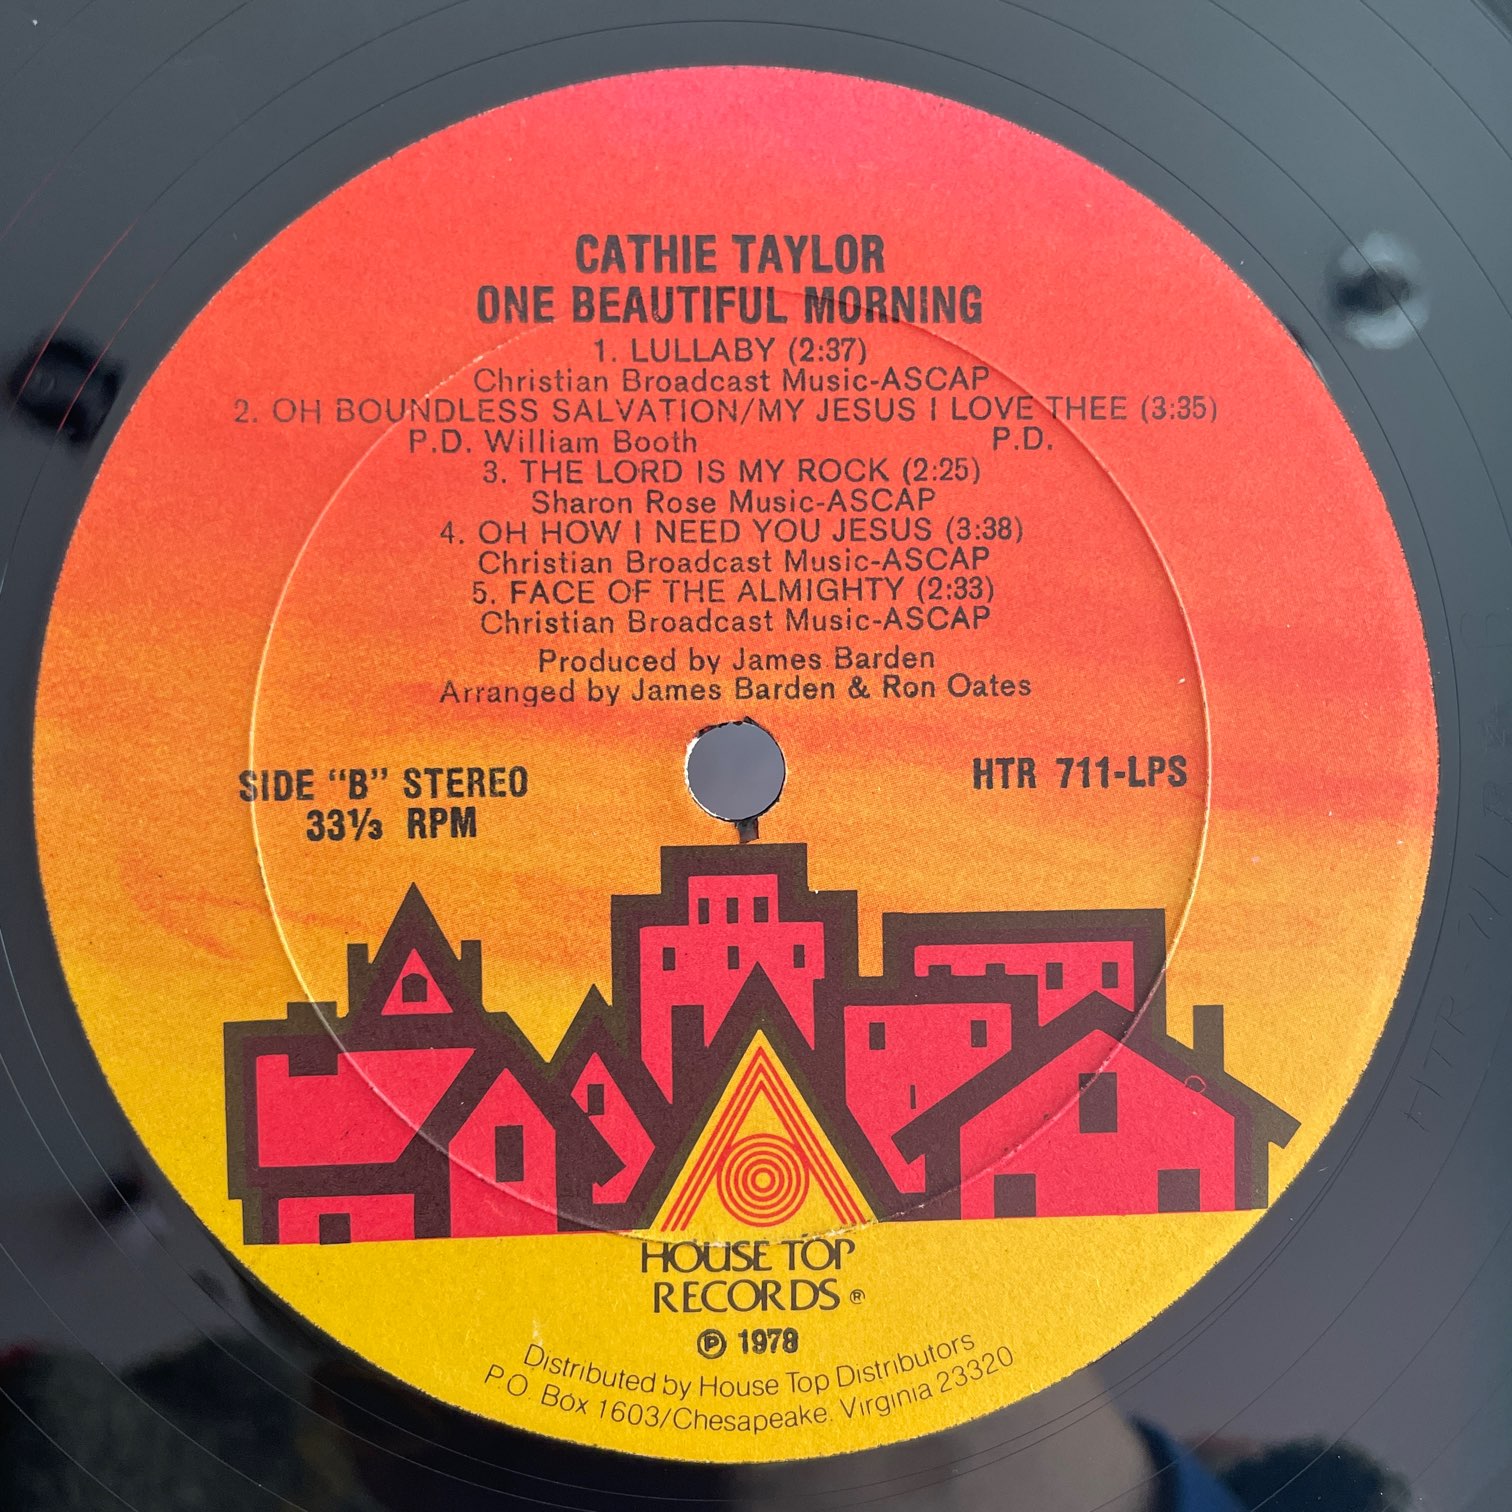 CATHIE TAYLOR
ONE BEAUTIFUL MORNING
1. LULLABY (2:37)
Christian Broadcast Music-ASCAP
2. OH BOUNDLESS SALVATION/MY JESUS I LOVE THEE (3:35)
P.D. William Booth P.D.
3. THE LORD IS MY ROCK (2:25)
Sharon Rose Music-ASCAP
4. OH HOW I NEED YOU JESUS (3:38)
Christian Broadcast Music-ASCAP
5. FACE OF THE ALMIGHTY (2:33)
Christian Broadcast Music-ASCAP
Produced by James Barden
Arranged by James Barden & Ron Oates
SIDE "B" STEREO
33⅓ RPM
HTR 711-LPS
HOUSE TOP
RECORDS ®
℗ 1978
Distributed by House Top Distributors
P.O. Box 1603/Chesapeake, Virginia 23320